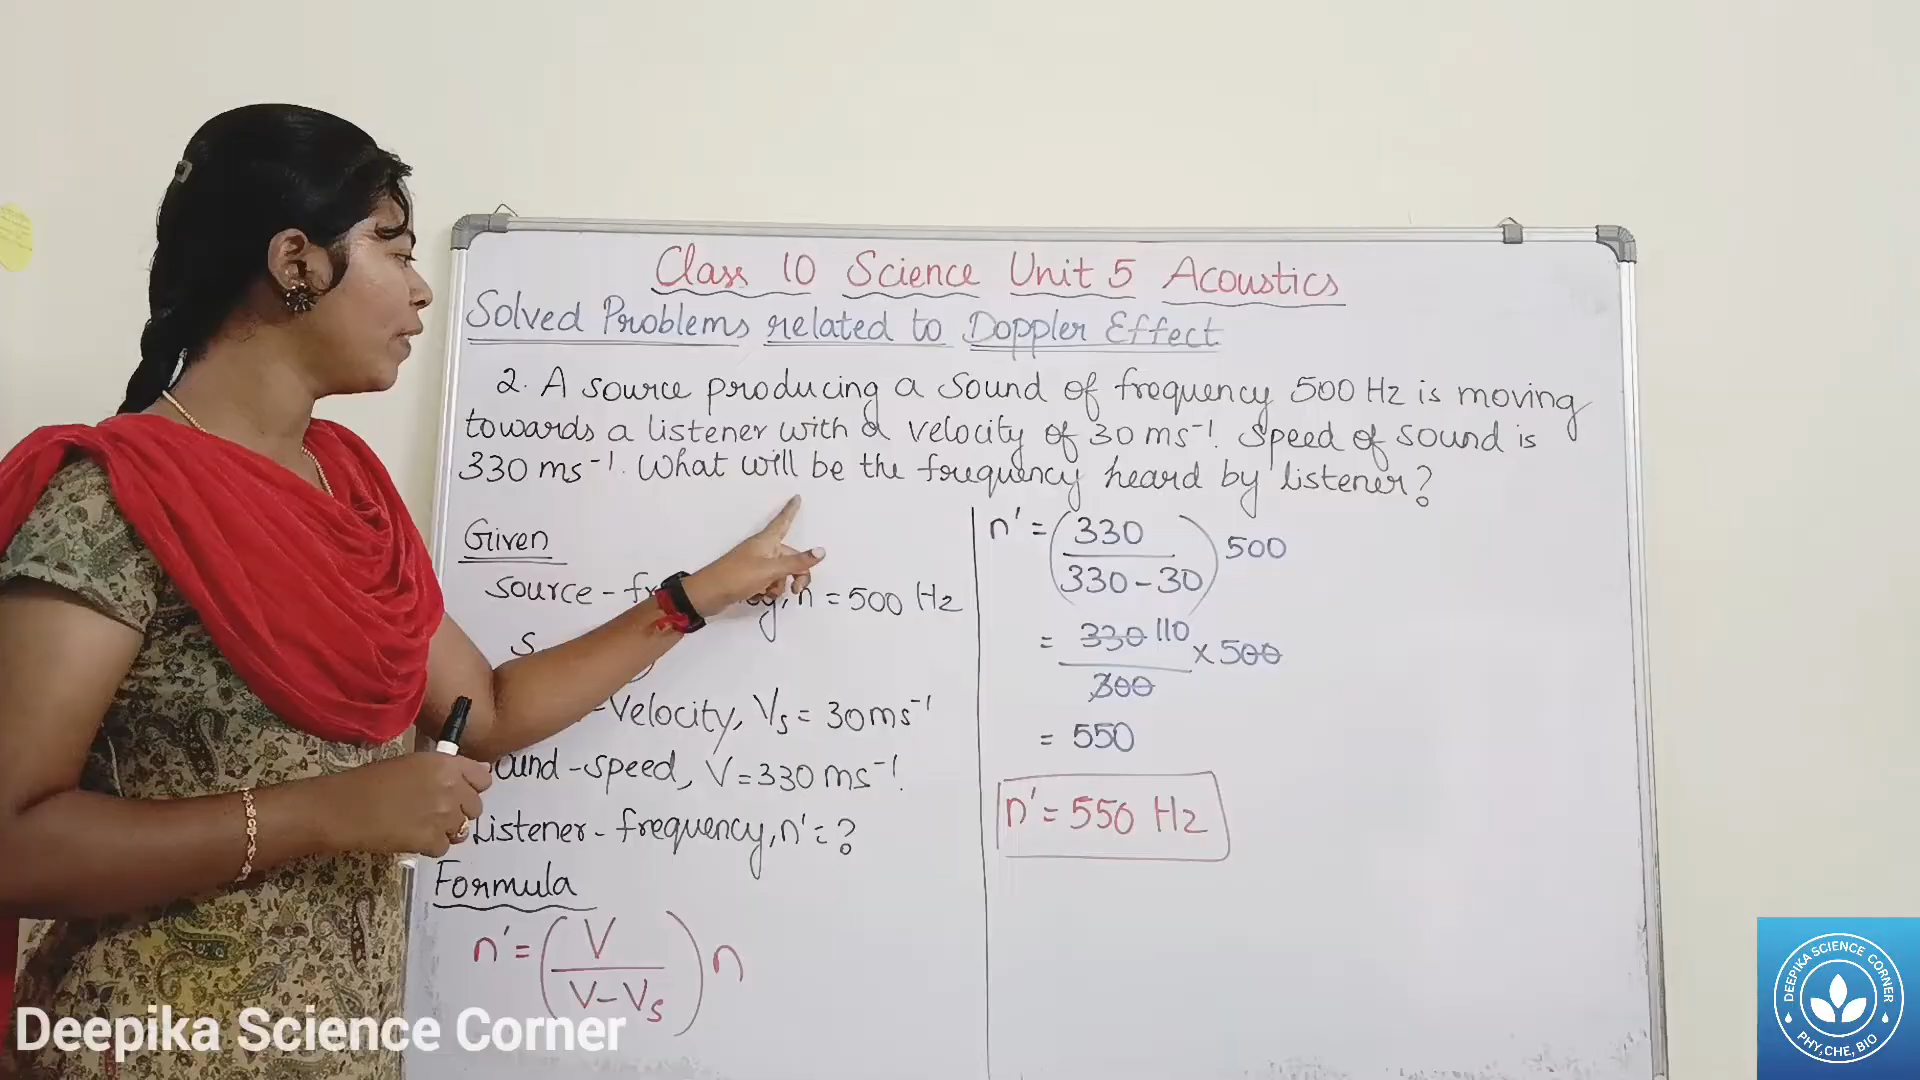 Class 10 Science Unit 5 Acoustics
Solved Problems related to Doppler Effect
2. A source producing a sound of frequency 500 Hz is moving
towards a listener with a velocity of 30 ms⁻¹. Speed of sound is
330 ms⁻¹. What will be the frequency heard by listener?
Given
n = 500 Hz
Velocity, Vs = 30 ms⁻¹
speed, V = 330 ms⁻¹.
Listener - frequency, n' = ?
Formula
n' = (V / V - Vs) n
n' = (330 / 330 - 30) 500
= 330 110 / 300 x 500
= 550
n' = 550 Hz
Deepika Science Corner
DEEPIKA SCIENCE CORNER
PHY, CHE, BIO